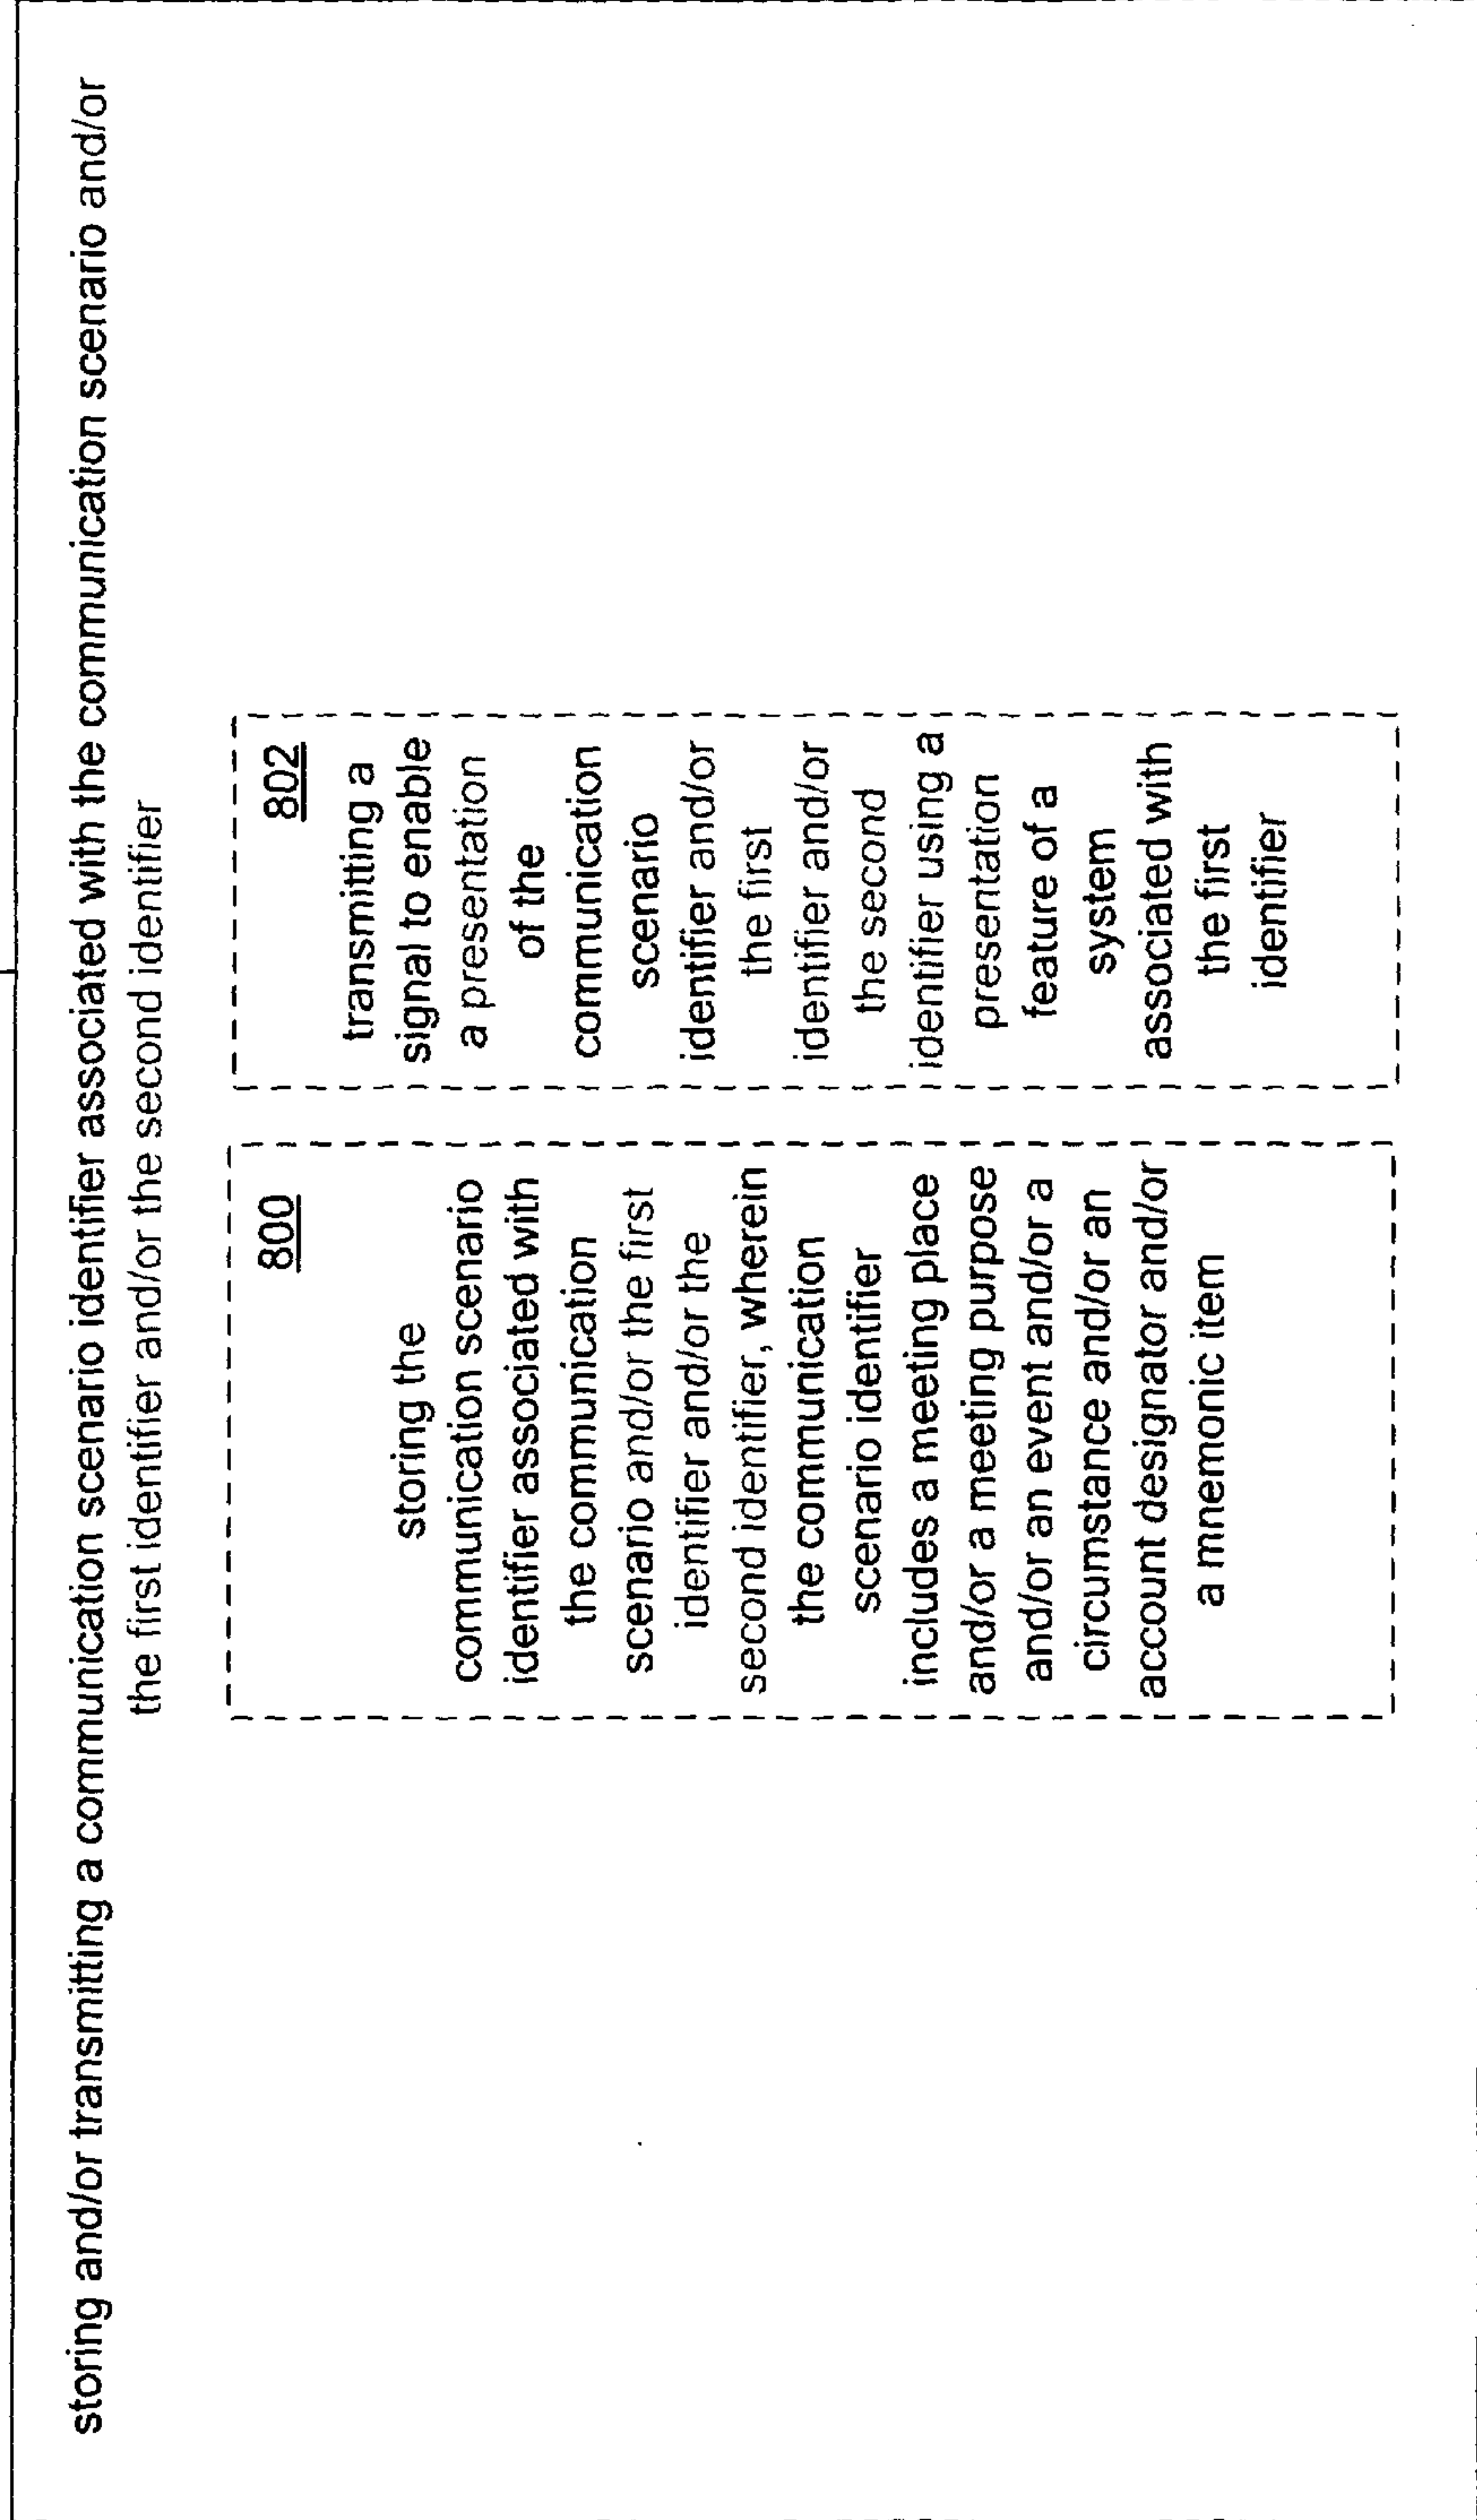 storing and/or transmitting a communication scenario identifier associated with the communication scenario and/or
the first identifier and/or the second identifier
800
storing the
communication scenario
identifier associated with
the communication
scenario and/or the first
identifier and/or the
second identifier, wherein
the communication
scenario identifier
includes a meeting place
and/or a meeting purpose
and/or an event and/or a
circumstance and/or an
account designator and/or
a mnemonic item
802
transmitting a
signal to enable
a presentation
of the
communication
scenario
identifier and/or
the first
identifier and/or
the second
identifier using a
presentation
feature of a
system
associated with
the first
identifier